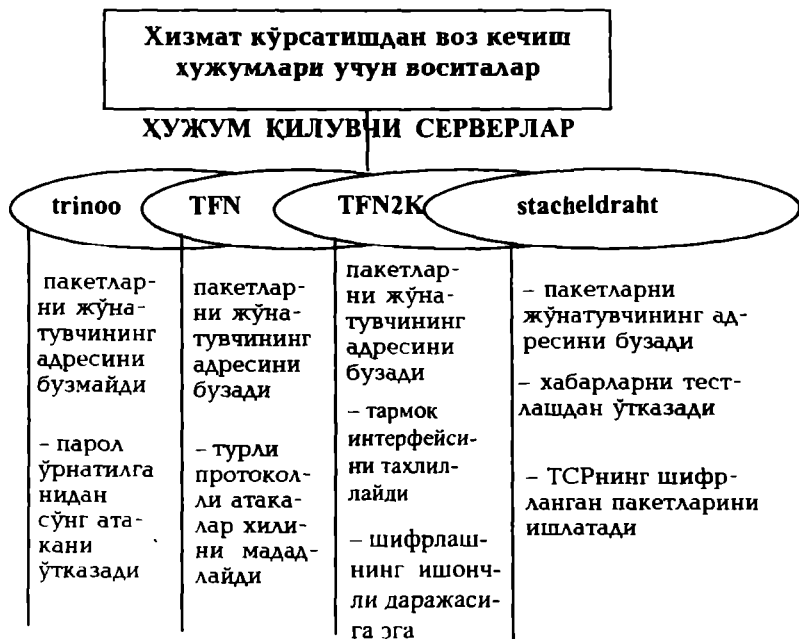 Хизмат кўрсатишдан воз кечиш
ҳужумлари учун воситалар
ҲУЖУМ ҚИЛУВЧИ СЕРВЕРЛАР
trinoo
TFN
TFN2K
stacheldraht
пакетлар-
ни жўна-
тувчининг
адресини
бузмайди
– парол
ўрнатилга
нидан
сўнг ата-
кани
ўтказади
пакетлар-
ни жўна-
тувчининг
адресини
бузади
– турли
протокол-
ли атака-
лар хили-
ни мадад-
лайди
пакетлар-
ни жўна-
тувчининг
адресини
бузади
– тармоқ
интерфейси-
ни тахлил-
лайди
– шифрлаш-
нинг ишонч-
ли даражаси-
га эга
– пакетларни
жўнатувчининг ад-
ресини бузади
– хабарларни тест-
лашдан ўтказади
– TCPнинг шифр-
ланган пакетларини
ишлатади